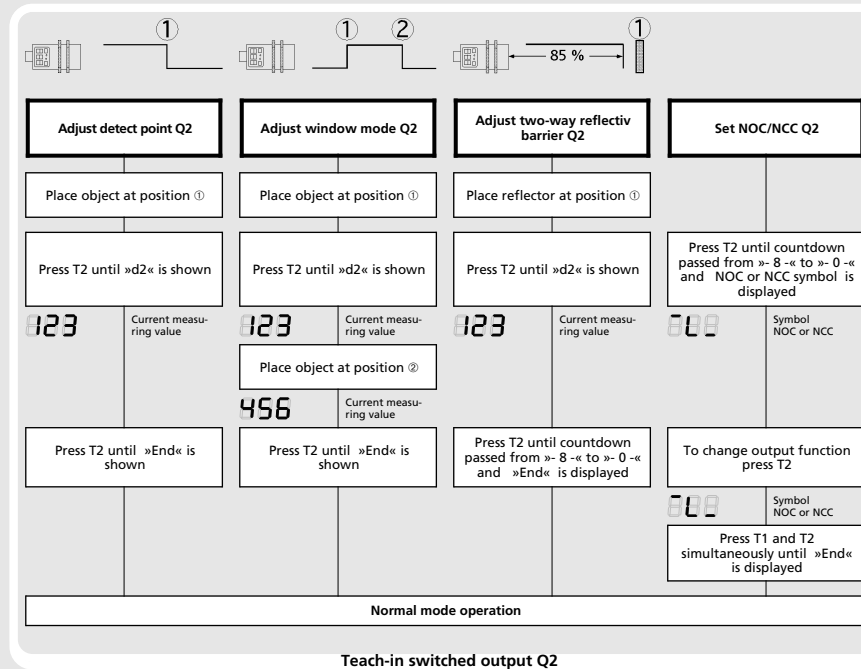 ①
① ②
85 %
①
Adjust detect point Q2
Place object at position ①
Press T2 until »d2« is shown
123
Current measu-
ring value
Press T2 until »End« is
shown
Adjust window mode Q2
Place object at position ①
Press T2 until »d2« is shown
123
Current measu-
ring value
Place object at position ②
456
Current measu-
ring value
Press T2 until »End« is
shown
Adjust two-way reflectiv
barrier Q2
Place reflector at position ①
Press T2 until »d2« is shown
123
Current measu-
ring value
Press T2 until countdown
passed from »- 8 -« to »- 0 -«
and »End« is displayed
Set NOC/NCC Q2
Press T2 until countdown
passed from »- 8 -« to »- 0 -«
and NOC or NCC symbol is
displayed
Symbol
NOC or NCC
To change output function
press T2
Symbol
NOC or NCC
Press T1 and T2
simultaneously until »End«
is displayed
Normal mode operation
Teach-in switched output Q2